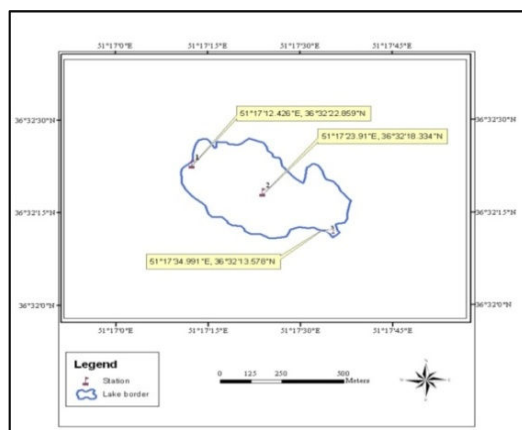 51°17'0"E 51°17'15"E 51°17'30"E 51°17'45"E
36°32'30"N 36°32'30"N
51°17'12.426"E, 36°32'22.859"N
51°17'23.91"E, 36°32'18.334"N
1
2
36°32'15"N 36°32'15"N
3
51°17'34.991"E, 36°32'13.578"N
36°32'0"N 36°32'0"N
51°17'0"E 51°17'15"E 51°17'30"E 51°17'45"E
Legend
Station
Lake border
0 125 250 500
Meters